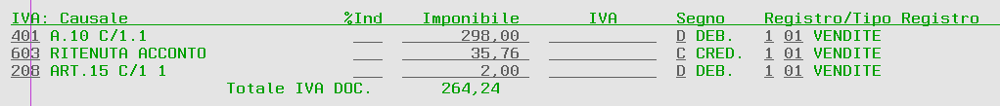 IVA: Causale %Ind Imponibile IVA Segno Registro/Tipo Registro
401 A.10 C/1.1 298,00 D DEB. 1 01 VENDITE
603 RITENUTA ACCONTO 35,76 C CRED. 1 01 VENDITE
208 ART.15 C/1 1 2,00 D DEB. 1 01 VENDITE
Totale IVA DOC. 264,24